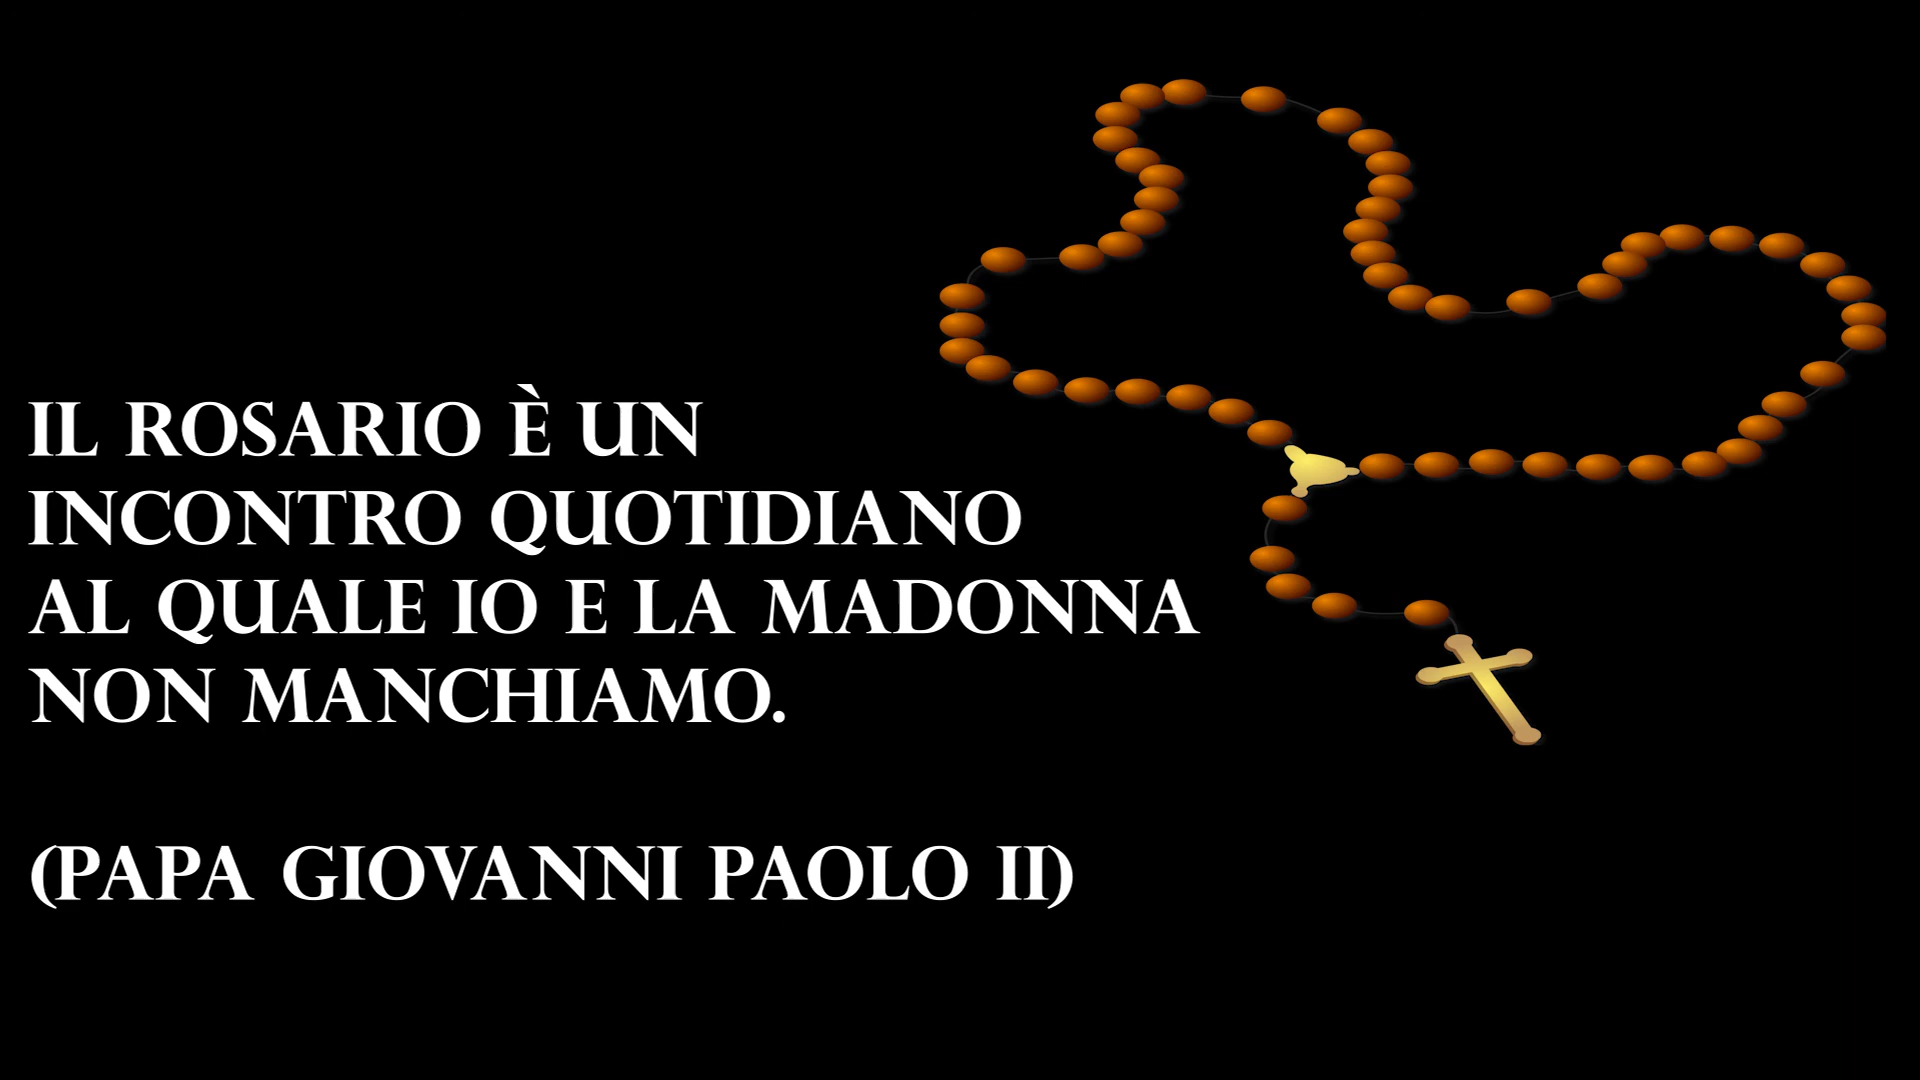 IL ROSARIO È UN
INCONTRO QUOTIDIANO
AL QUALE IO E LA MADONNA
NON MANCHIAMO.
(PAPA GIOVANNI PAOLO II)